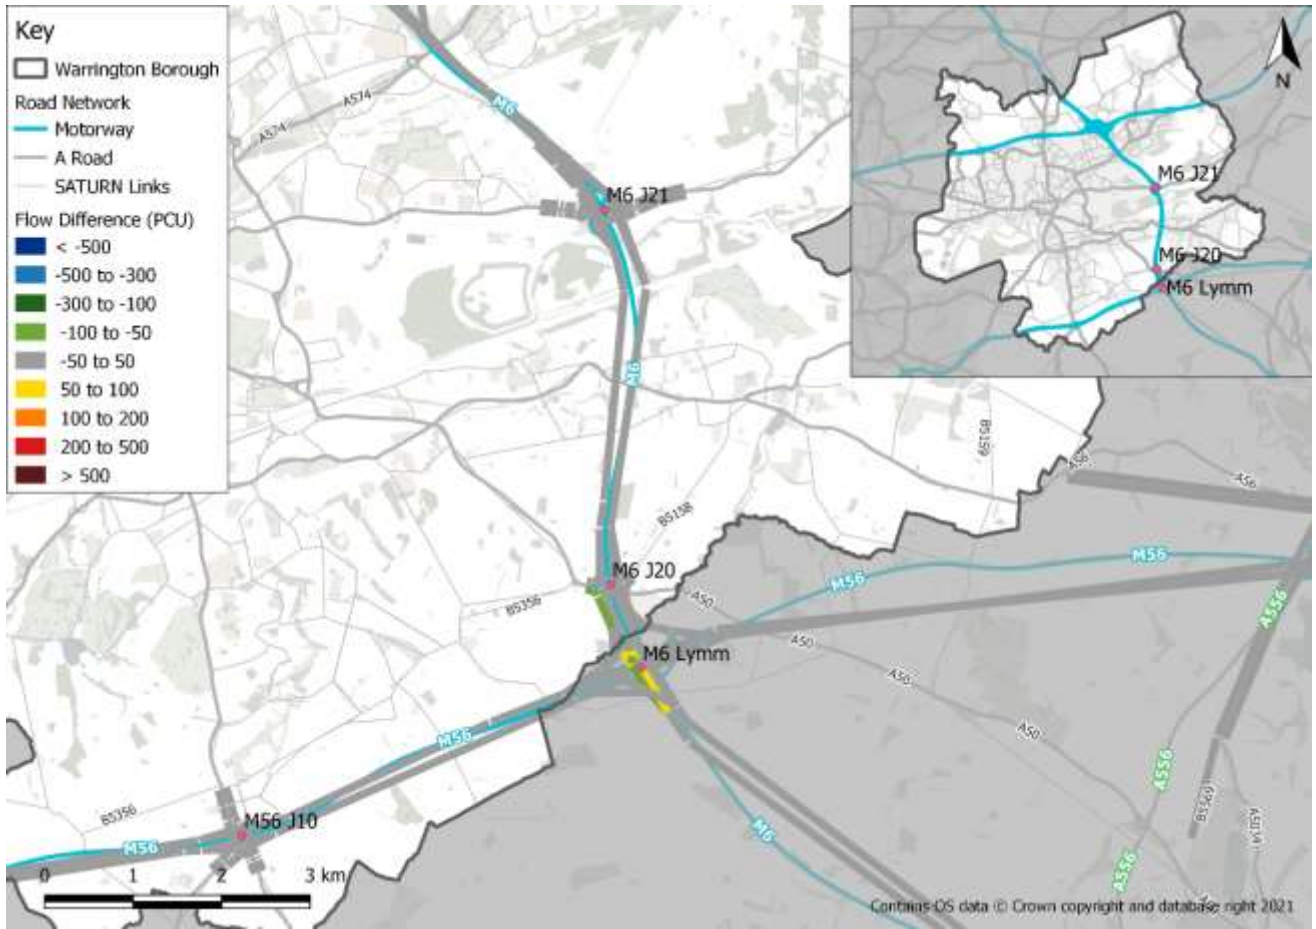 Key
Warrington Borough
Road Network
Motorway
A Road
SATURN Links
Flow Difference (PCU)
< -500
-500 to -300
-300 to -100
-100 to -50
-50 to 50
50 to 100
100 to 200
200 to 500
> 500
N
M6 J21
M6 J20
M6 Lymm
A574
A574
M6
M6 J21
M6
B5159
A56
B5158
M6 J20
M56
M56
B5356
A50
A50
A50
A50
A556
M6 Lymm
M56
A556
B5569
A5034
B5356
M56 J10
M56
M6
A556
0 1 2 3 km
Contains OS data © Crown copyright and database right 2021